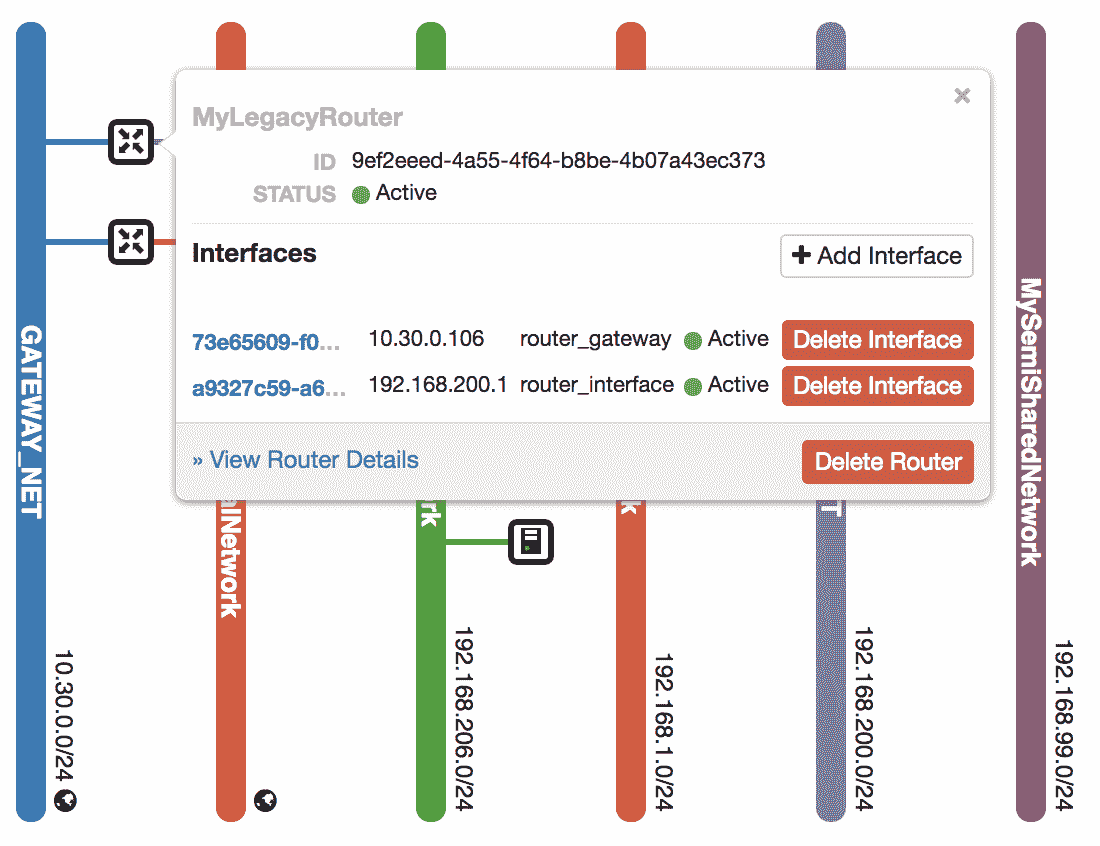 MyLegacyRouter
×
ID 9ef2eeed-4a55-4f64-b8be-4b07a43ec373
STATUS Active
Interfaces
Add Interface
73e65609-f0... 10.30.0.106 router_gateway Active Delete Interface
a9327c59-a6... 192.168.200.1 router_interface Active Delete Interface
» View Router Details
Delete Router
GATEWAY_NET
10.30.0.0/24
alNetwork
rk
192.168.206.0/24
k
192.168.1.0/24
T
192.168.200.0/24
MySemiSharedNetwork
192.168.99.0/24